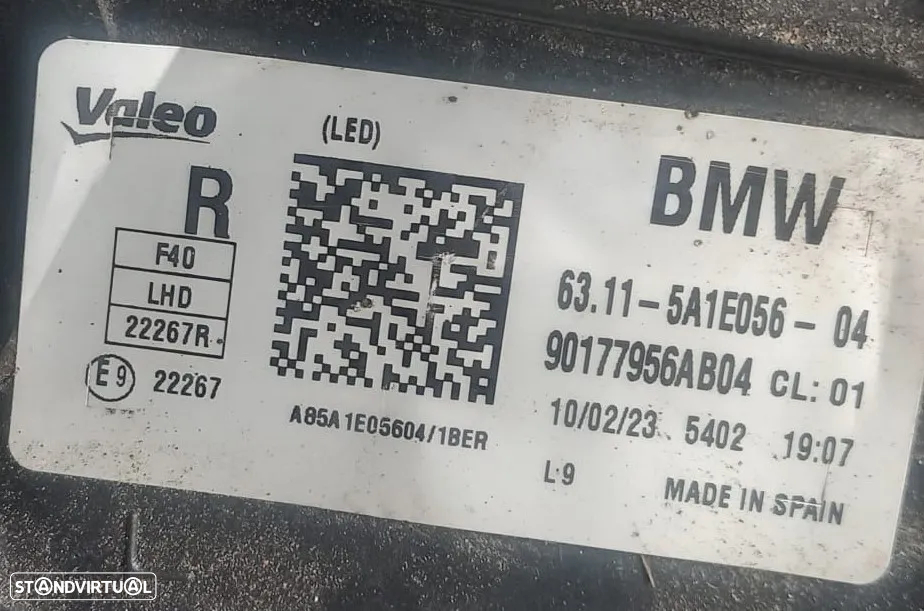 Valeo
(LED)
BMW
R
F40
LHD
22267R
E9 22267
A85A1E05604/1BER
63.11-5A1E056-04
90177956AB04 CL: 01
10/02/23 5402 19:07
L:9
MADE IN SPAIN
STANDVIRTUAL